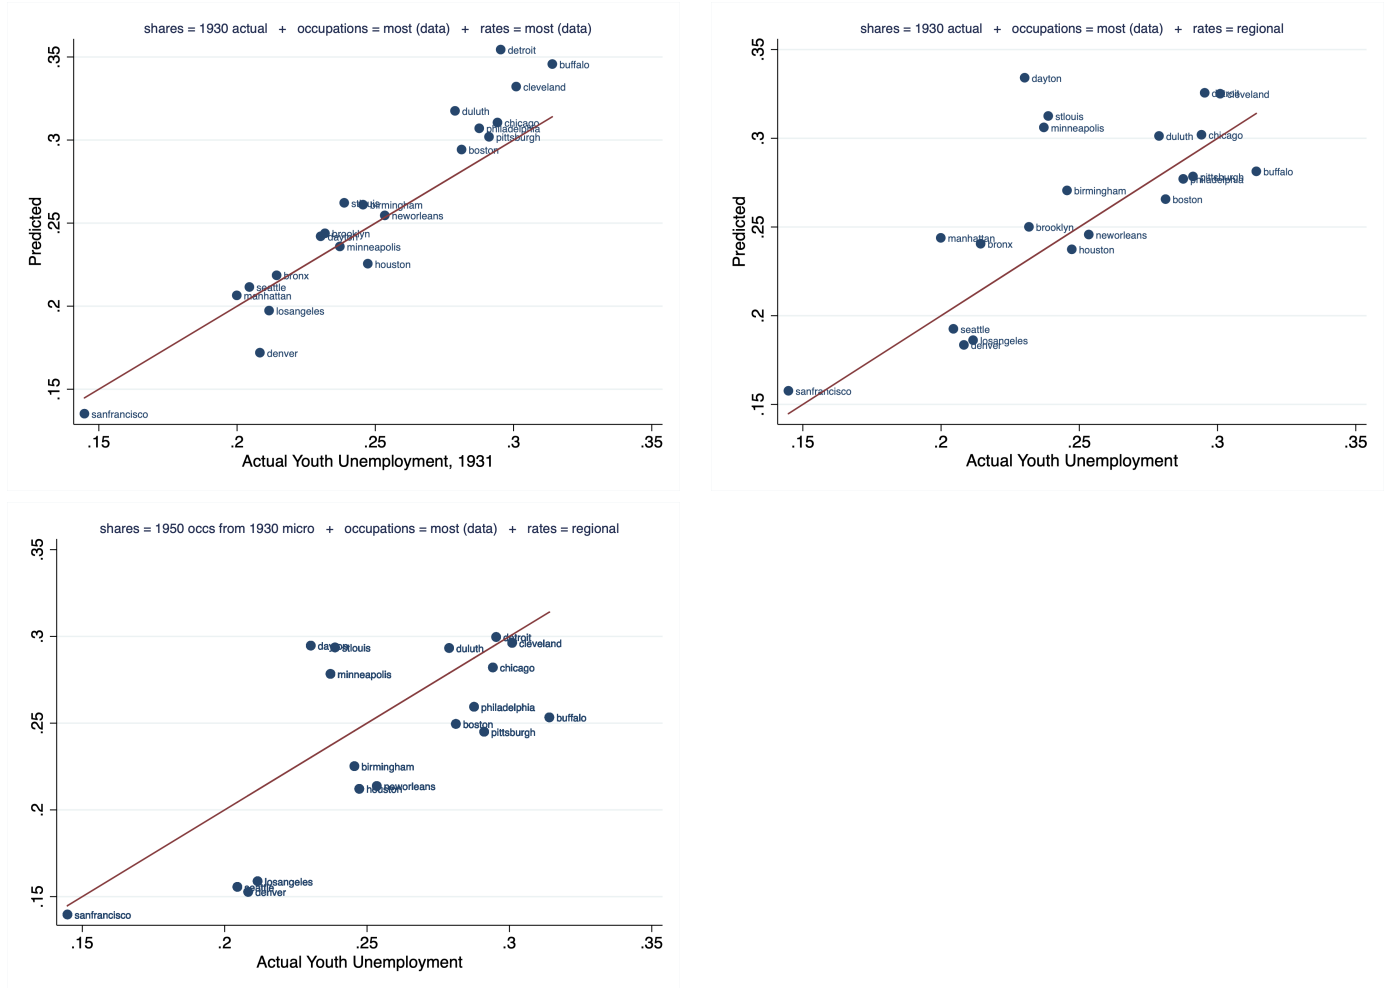 shares = 1930 actual + occupations = most (data) + rates = most (data)
.35
.3
.25
.2
.15
Predicted
detroit
buffalo
cleveland
duluth
chicago
philadelphia
pittsburgh
boston
stlouis
birmingham
neworleans
brooklyn
dayton
minneapolis
houston
bronx
seattle
manhattan
losangeles
denver
sanfrancisco
.15 .2 .25 .3 .35
Actual Youth Unemployment, 1931
shares = 1930 actual + occupations = most (data) + rates = regional
.35
.3
.25
.2
.15
Predicted
dayton
detroit
cleveland
stlouis
minneapolis
duluth
chicago
buffalo
pittsburgh
philadelphia
birmingham
boston
brooklyn
manhattan
neworleans
bronx
houston
seattle
losangeles
denver
sanfrancisco
.15 .2 .25 .3 .35
Actual Youth Unemployment
shares = 1950 occs from 1930 micro + occupations = most (data) + rates = regional
.35
.3
.25
.2
.15
detroit
cleveland
dayton
stlouis
duluth
minneapolis
chicago
philadelphia
buffalo
boston
pittsburgh
birmingham
neworleans
houston
losangeles
seattle
denver
sanfrancisco
.15 .2 .25 .3 .35
Actual Youth Unemployment